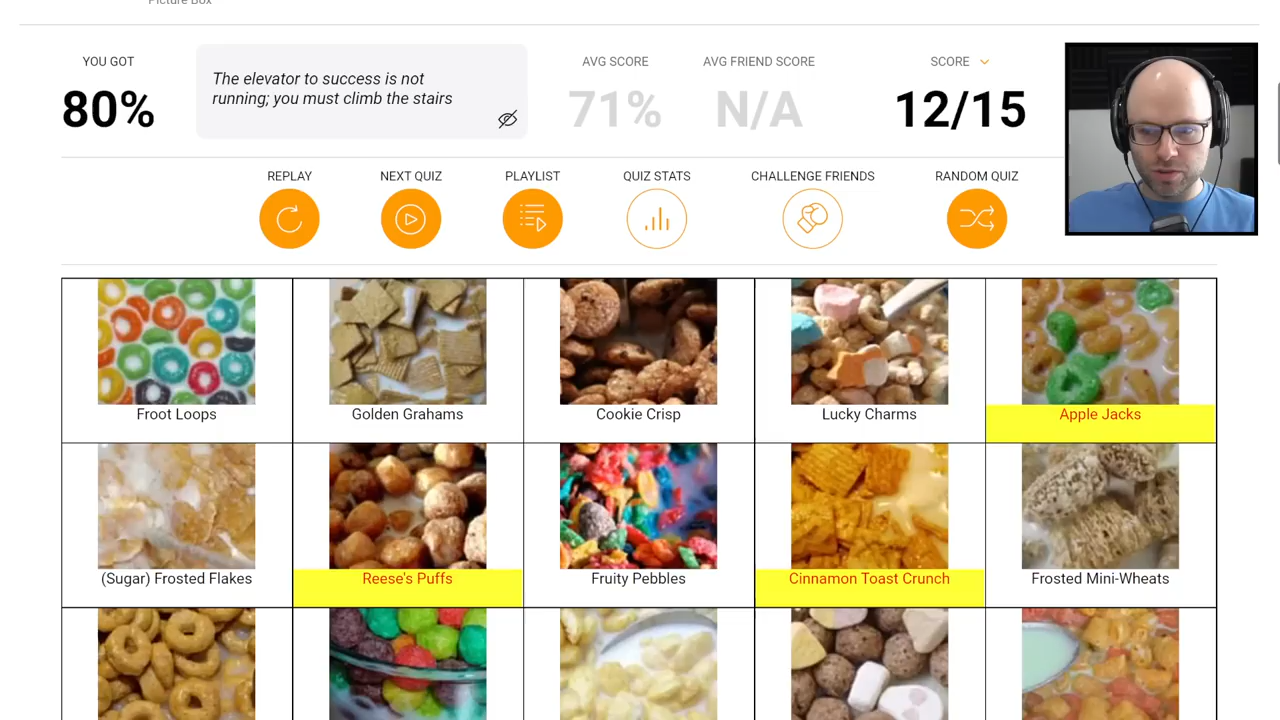 Picture Box
YOU GOT
80%
The elevator to success is not
running; you must climb the stairs
AVG SCORE
71%
AVG FRIEND SCORE
N/A
SCORE
12/15
REPLAY
NEXT QUIZ
PLAYLIST
QUIZ STATS
CHALLENGE FRIENDS
RANDOM QUIZ
Froot Loops
Golden Grahams
Cookie Crisp
Lucky Charms
Apple Jacks
(Sugar) Frosted Flakes
Reese's Puffs
Fruity Pebbles
Cinnamon Toast Crunch
Frosted Mini-Wheats